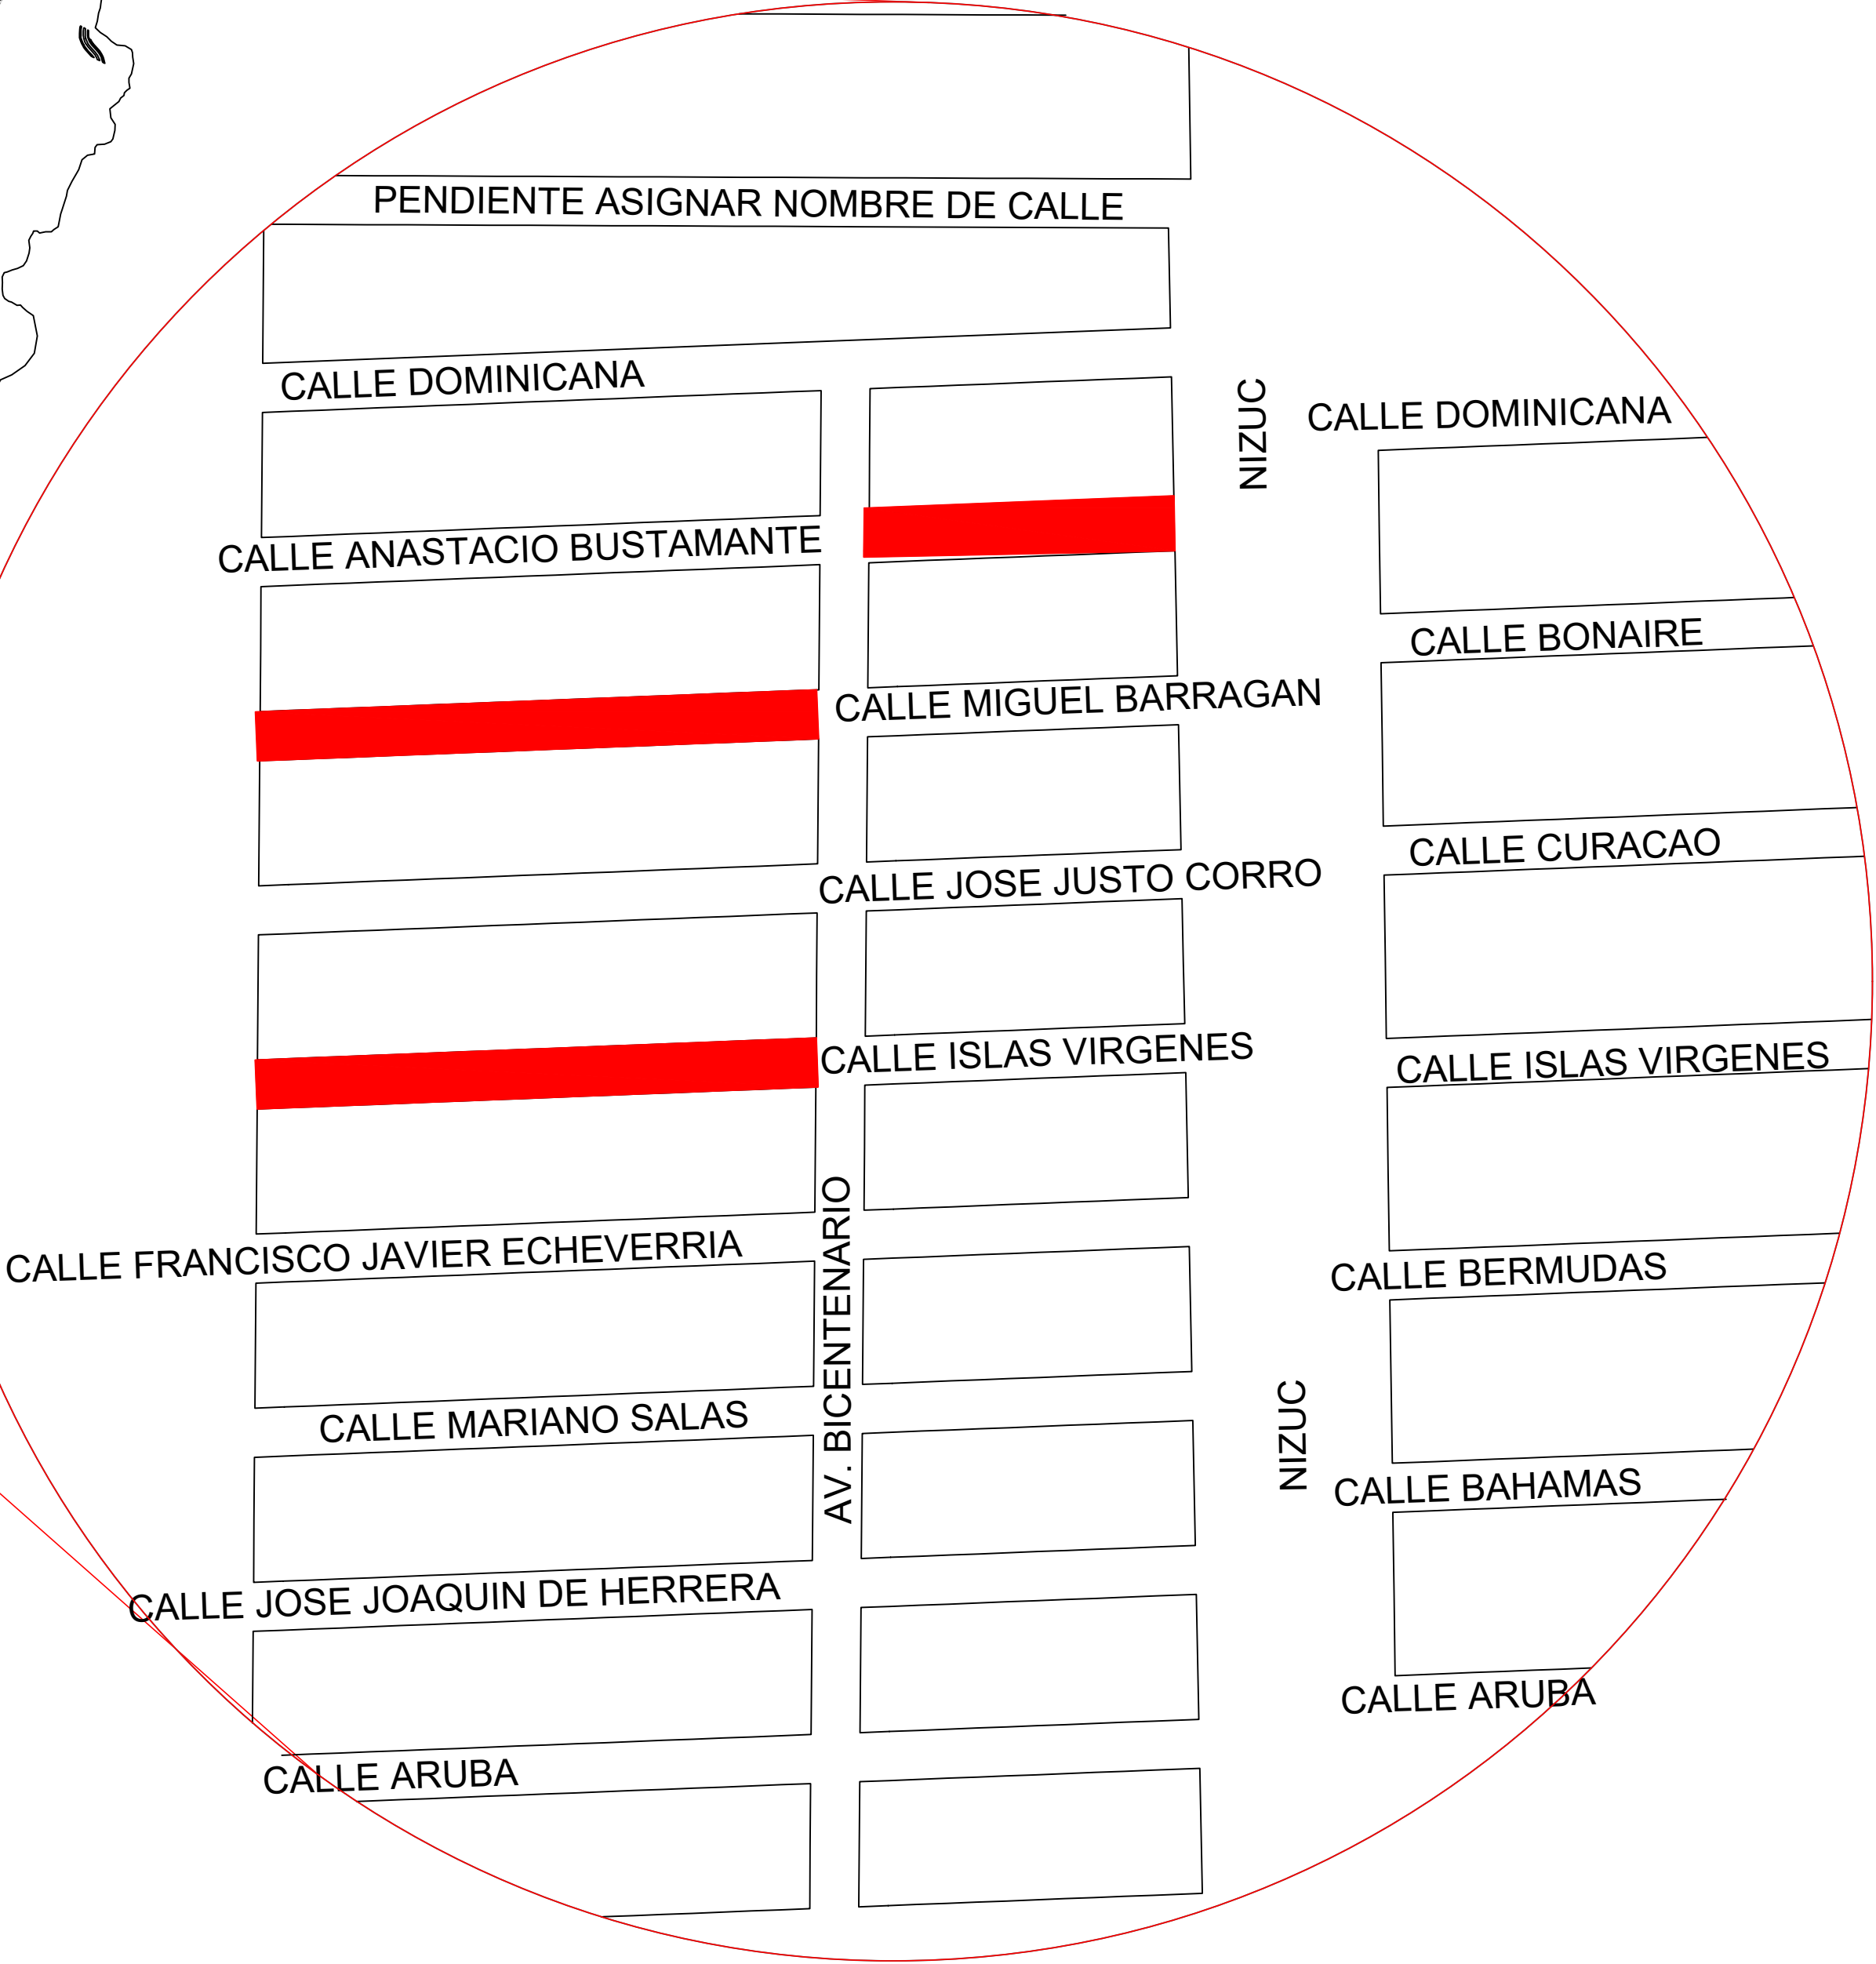 PENDIENTE ASIGNAR NOMBRE DE CALLE
CALLE DOMINICANA
NIZUC
CALLE DOMINICANA
CALLE ANASTACIO BUSTAMANTE
CALLE BONAIRE
CALLE MIGUEL BARRAGAN
CALLE CURACAO
CALLE JOSE JUSTO CORRO
CALLE ISLAS VIRGENES
CALLE ISLAS VIRGENES
CALLE FRANCISCO JAVIER ECHEVERRIA
AV. BICENTENARIO
CALLE BERMUDAS
CALLE MARIANO SALAS
NIZUC
CALLE BAHAMAS
CALLE JOSE JOAQUIN DE HERRERA
CALLE ARUBA
CALLE ARUBA